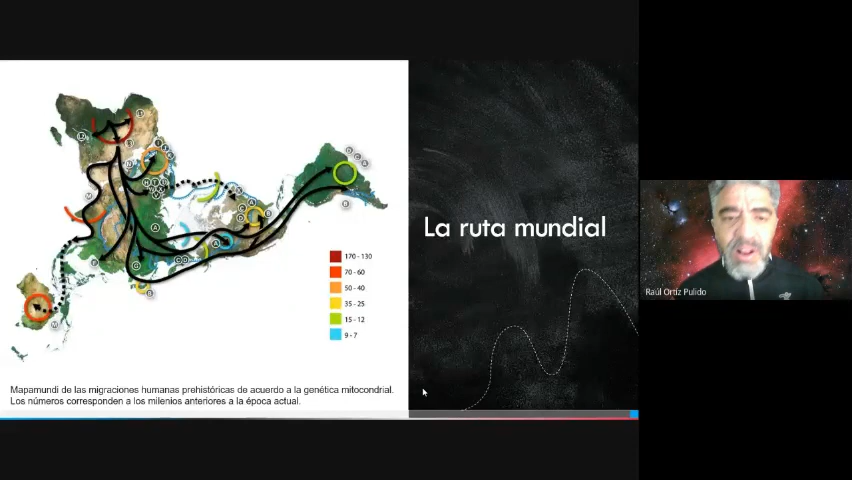 La ruta mundial
170 - 130
70 - 60
50 - 40
35 - 25
15 - 12
9 - 7
Mapamundi de las migraciones humanas prehistóricas de acuerdo a la genética mitocondrial.
Los números corresponden a los milenios anteriores a la época actual.
Raúl Ortíz Pulido